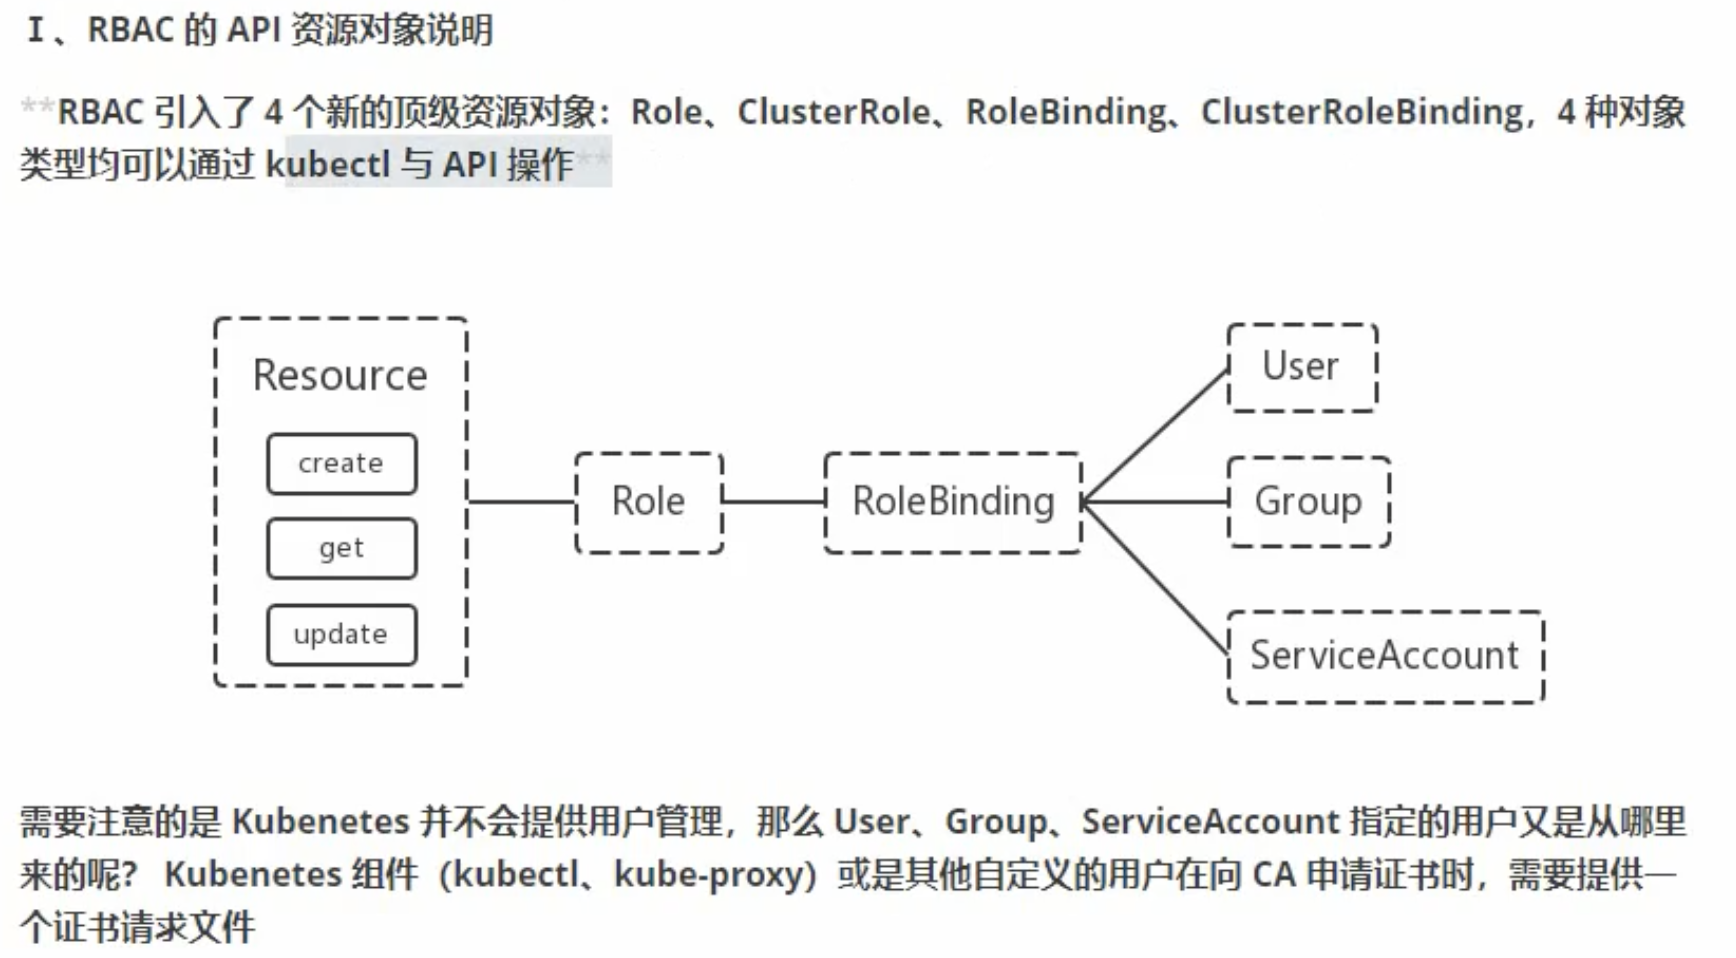 Ⅰ、RBAC 的 API 资源对象说明
**RBAC 引入了 4 个新的顶级资源对象：Role、ClusterRole、RoleBinding、ClusterRoleBinding，4 种对象
类型均可以通过 kubectl 与 API 操作**
Resource
create
get
update
Role
RoleBinding
User
Group
ServiceAccount
需要注意的是 Kubenetes 并不会提供用户管理，那么 User、Group、ServiceAccount 指定的用户又是从哪里
来的呢？ Kubenetes 组件（kubectl、kube-proxy）或是其他自定义的用户在向 CA 申请证书时，需要提供一
个证书请求文件